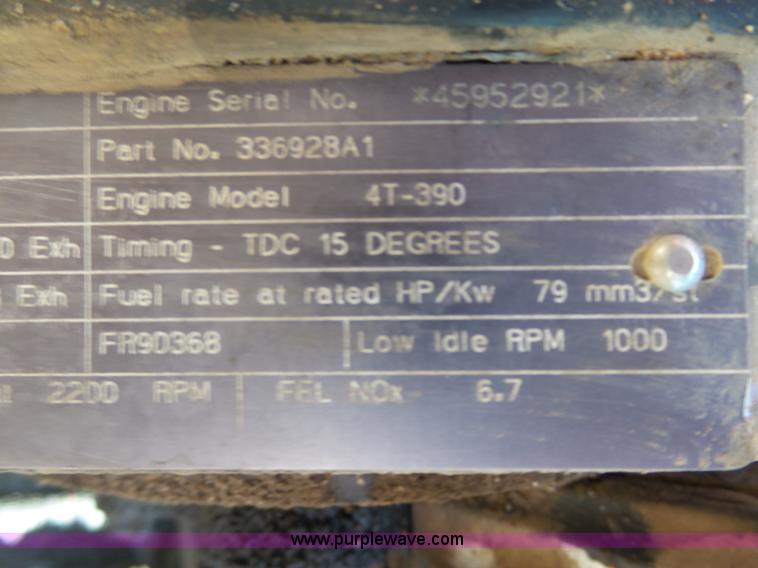 Engine Serial No. *45952921*
Part No. 336928A1
Engine Model 4T-390
D Exh Timing - TDC 15 DEGREES
Exh Fuel rate at rated HP/Kw 79 mm3/st
FR90368 Low Idle RPM 1000
2200 RPM FEL NOx- 6.7
www.purplewave.com